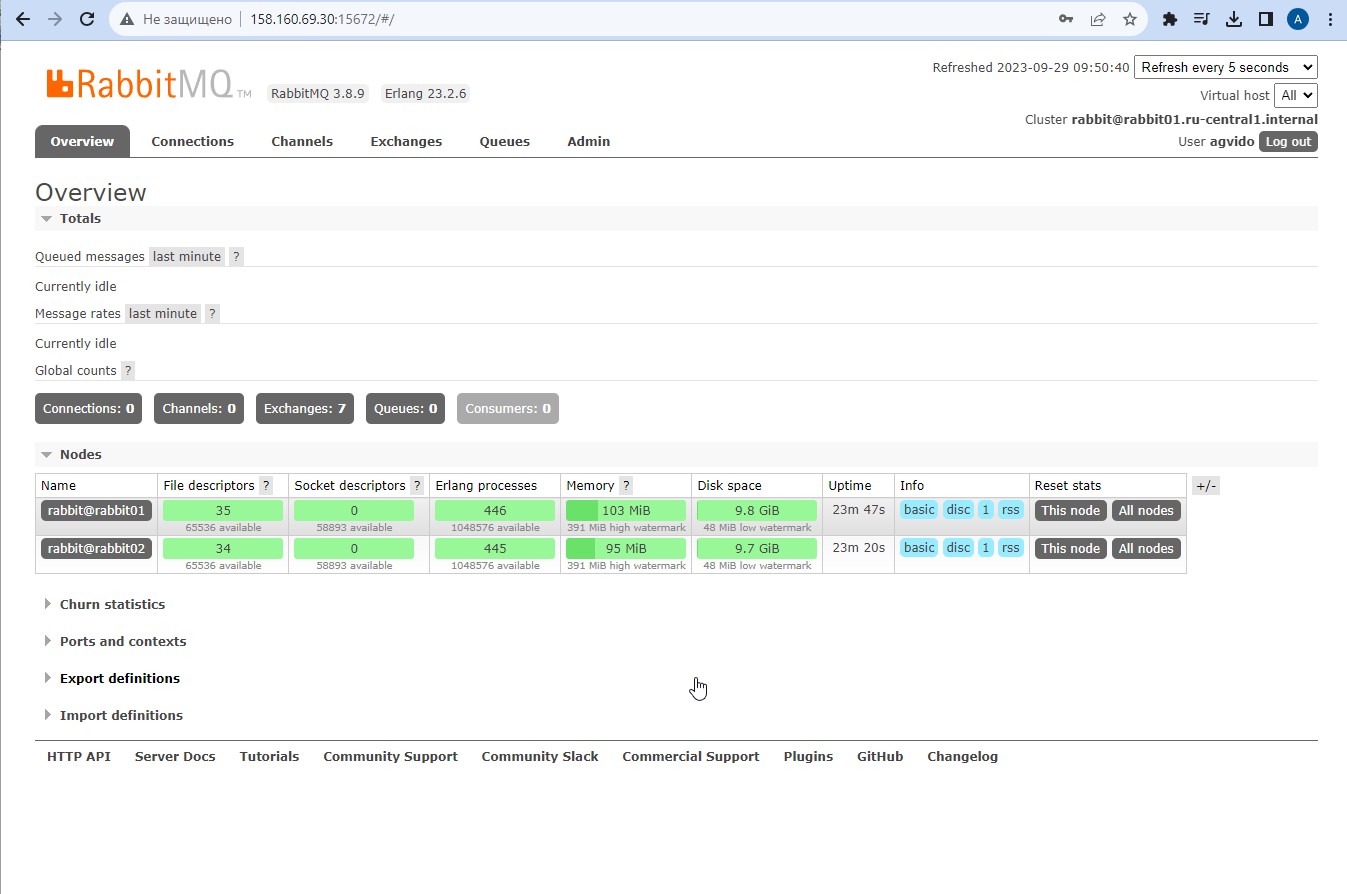 Не защищено 158.160.69.30:15672/#/
A
RabbitMQ TM RabbitMQ 3.8.9 Erlang 23.2.6
Refreshed 2023-09-29 09:50:40 Refresh every 5 seconds
Virtual host All
Cluster rabbit@rabbit01.ru-central1.internal
User agvido Log out
Overview Connections Channels Exchanges Queues Admin
Overview
Totals
Queued messages last minute ?
Currently idle
Message rates last minute ?
Currently idle
Global counts ?
Connections: 0 Channels: 0 Exchanges: 7 Queues: 0 Consumers: 0
Nodes
Name File descriptors ? Socket descriptors ? Erlang processes Memory ? Disk space Uptime Info Reset stats +/-
rabbit@rabbit01 35 0 446 103 MiB 9.8 GiB 23m 47s basic disc 1 rss This node All nodes
65536 available 58893 available 1048576 available 391 MiB high watermark 48 MiB low watermark
rabbit@rabbit02 34 0 445 95 MiB 9.7 GiB 23m 20s basic disc 1 rss This node All nodes
65536 available 58893 available 1048576 available 391 MiB high watermark 48 MiB low watermark
Churn statistics
Ports and contexts
Export definitions
Import definitions
HTTP API Server Docs Tutorials Community Support Community Slack Commercial Support Plugins GitHub Changelog